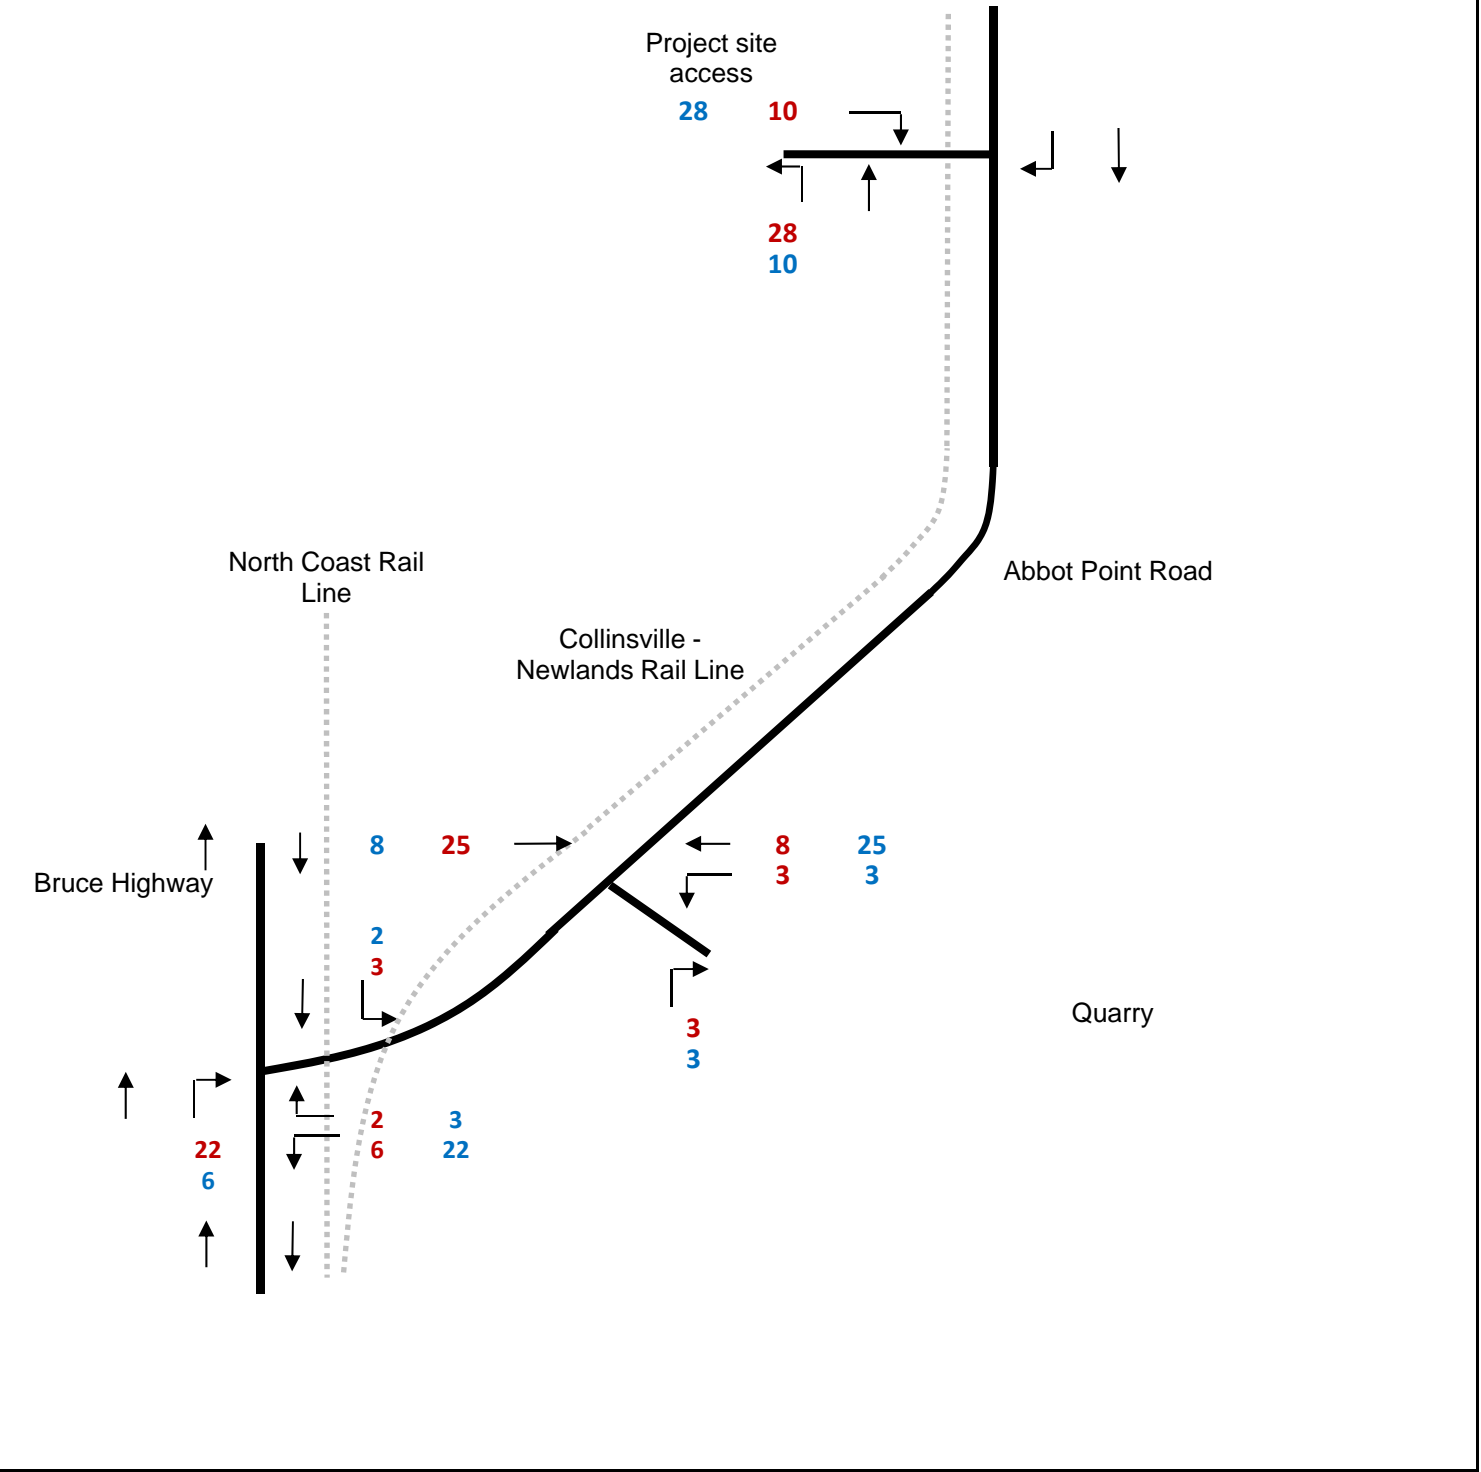 Project site
access
28 10
28
10
North Coast Rail
Line
Abbot Point Road
Collinsville -
Newlands Rail Line
8 25
8 25
3 3
Bruce Highway
2
3
Quarry
3
3
2 3
6 22
22
6